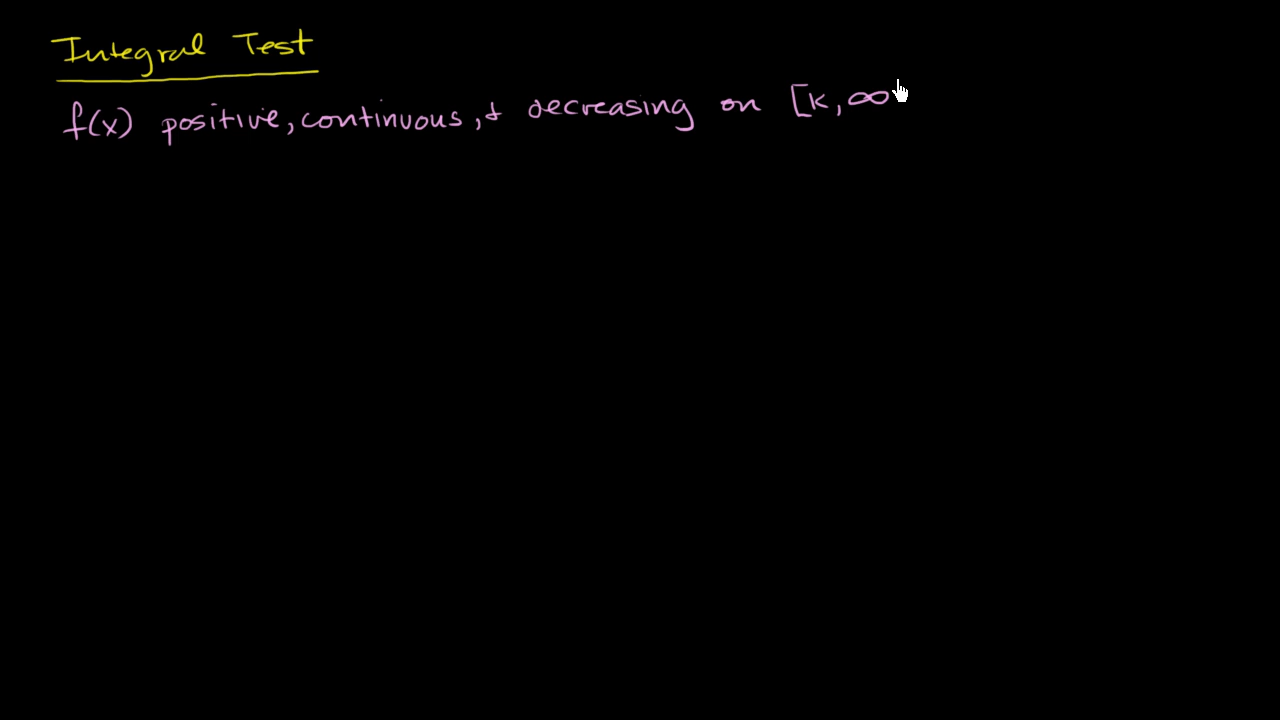 Integral Test
f(x) positive, continuous, & decreasing on [k, ∞